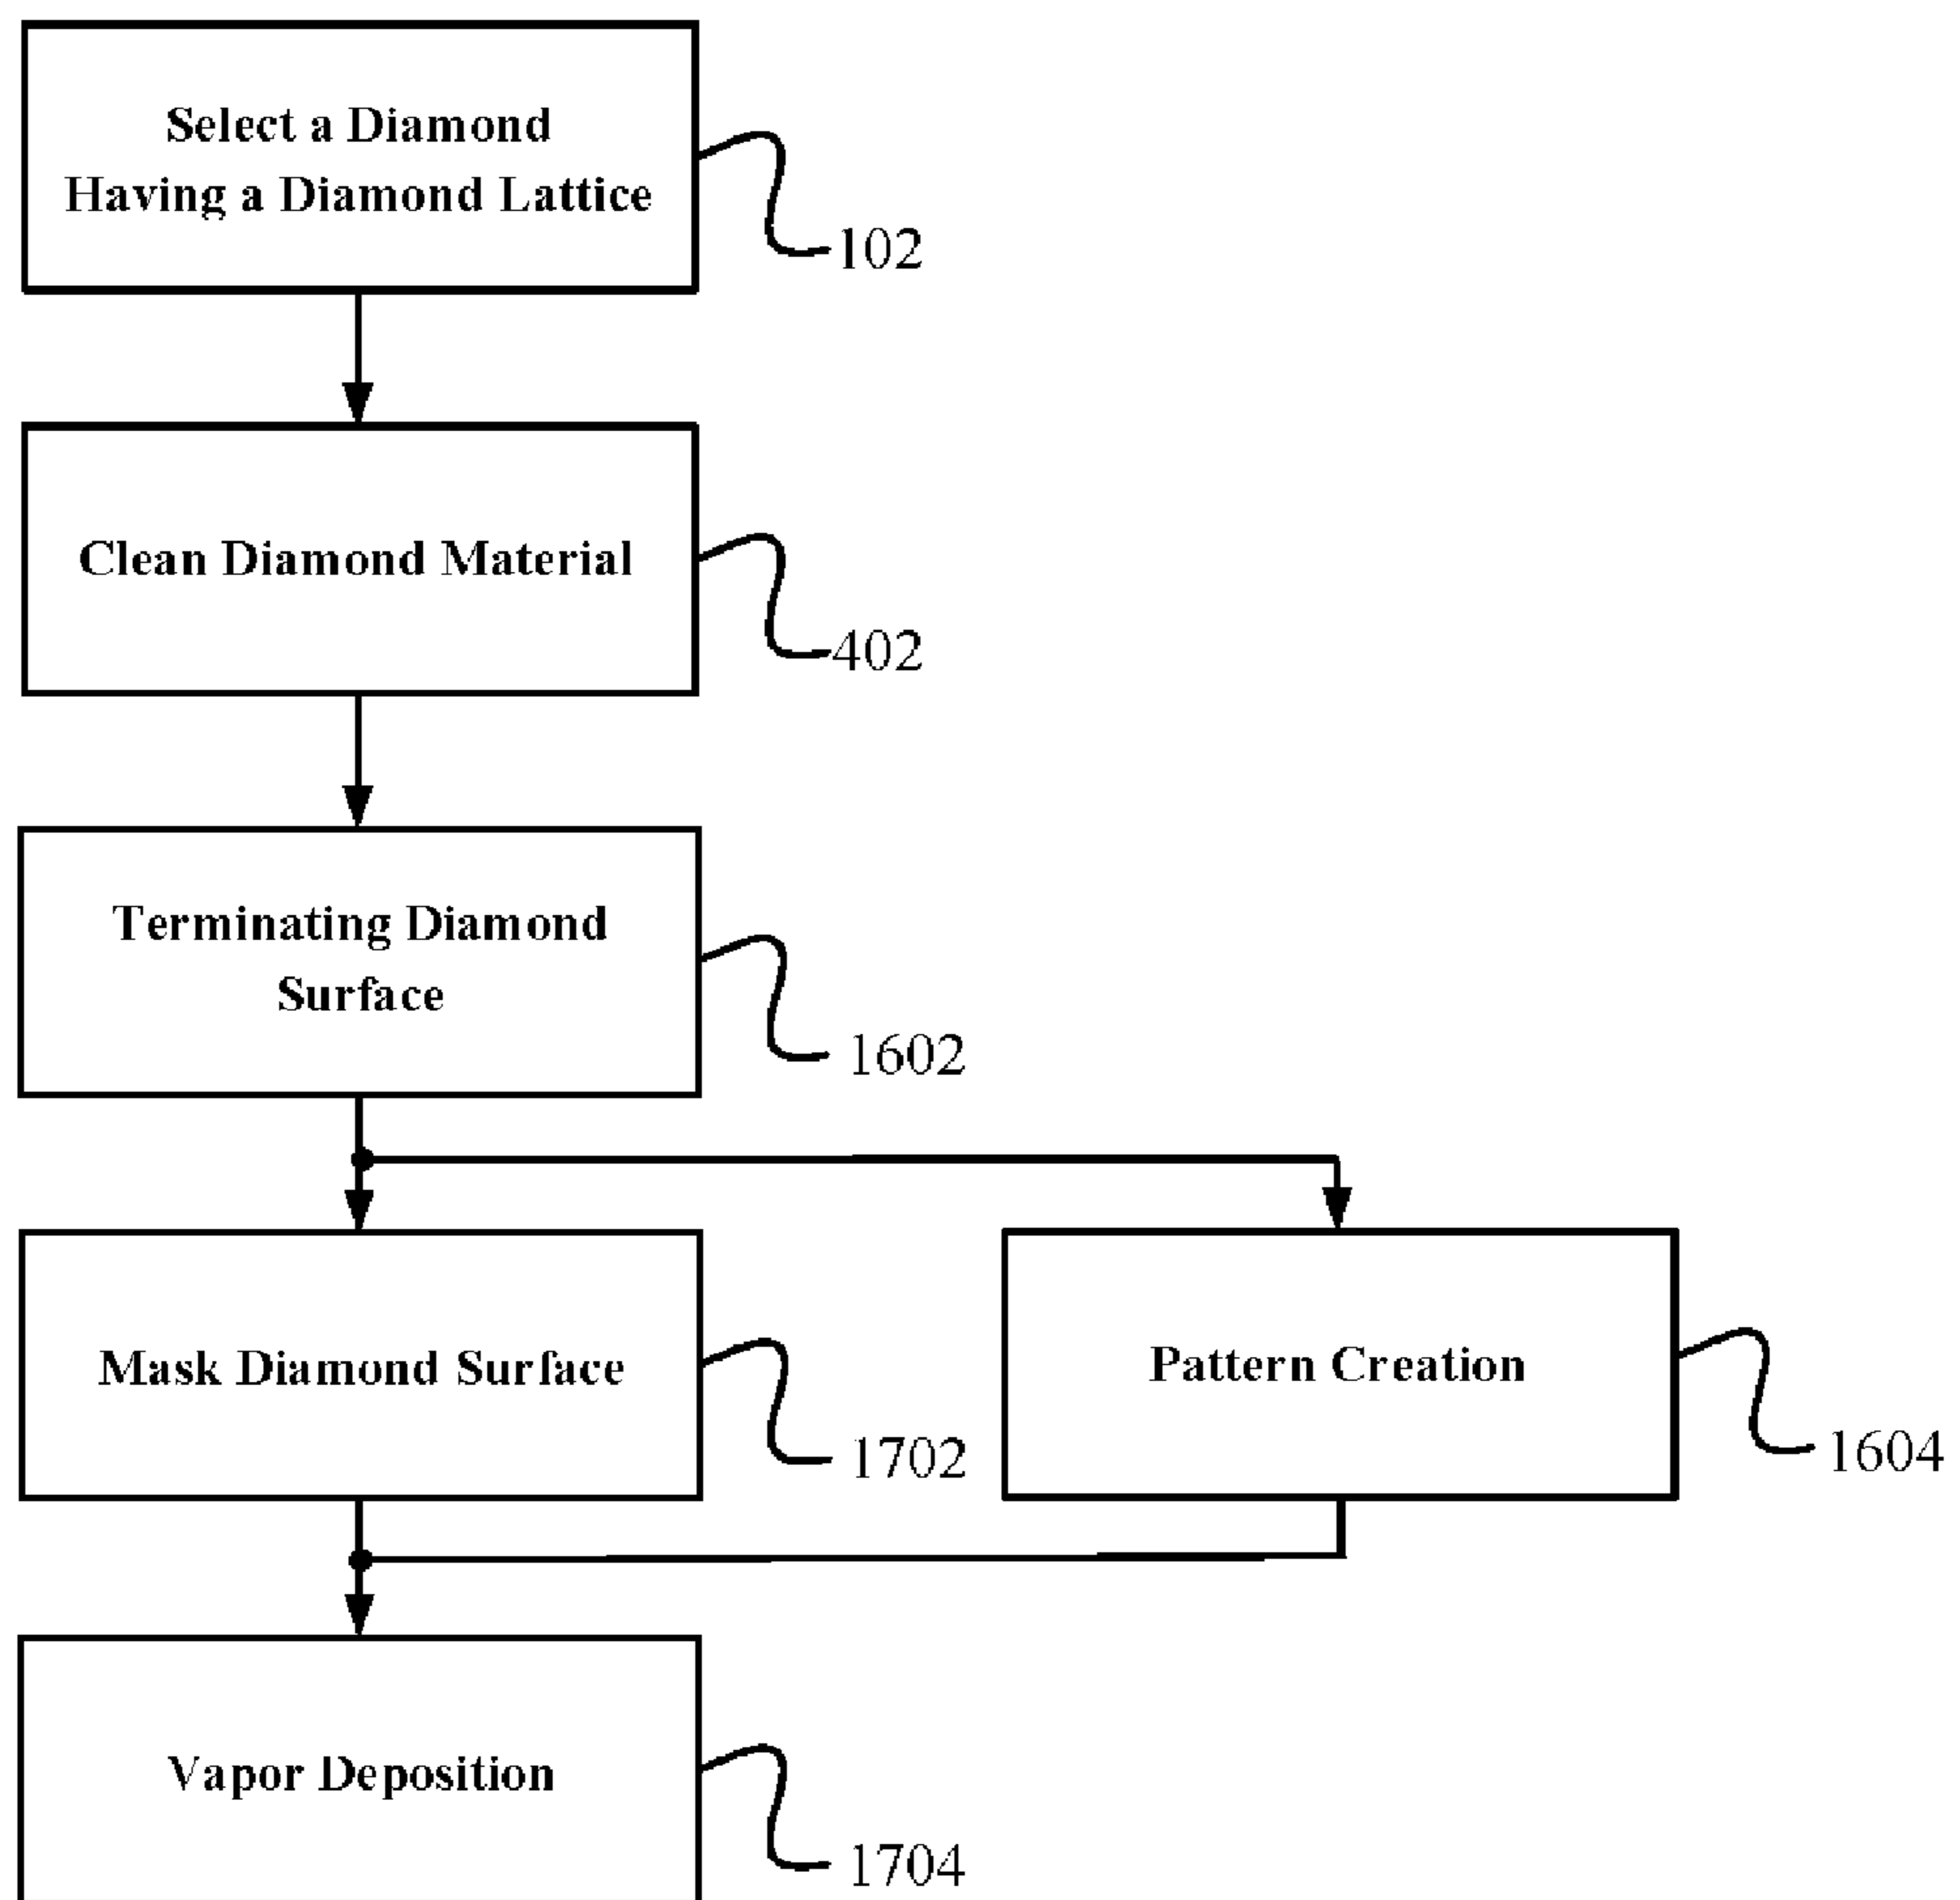 Select a Diamond
Having a Diamond Lattice
102
Clean Diamond Material
402
Terminating Diamond
Surface
1602
Mask Diamond Surface
1702
Pattern Creation
1604
Vapor Deposition
1704